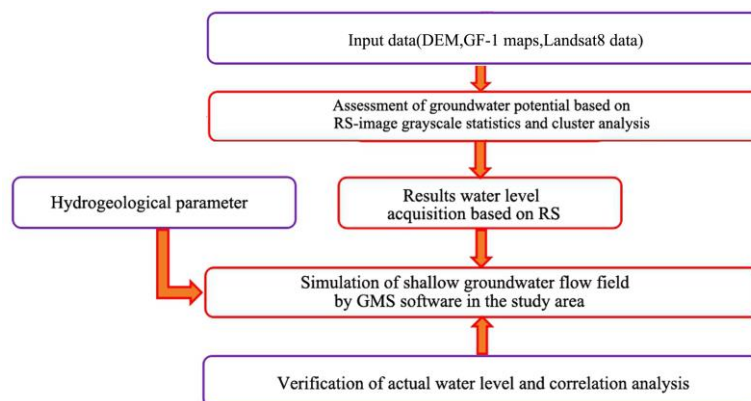 Input data(DEM,GF-1 maps,Landsat8 data)
Assessment of groundwater potential based on
RS-image grayscale statistics and cluster analysis
Hydrogeological parameter
Results water level
acquisition based on RS
Simulation of shallow groundwater flow field
by GMS software in the study area
Verification of actual water level and correlation analysis